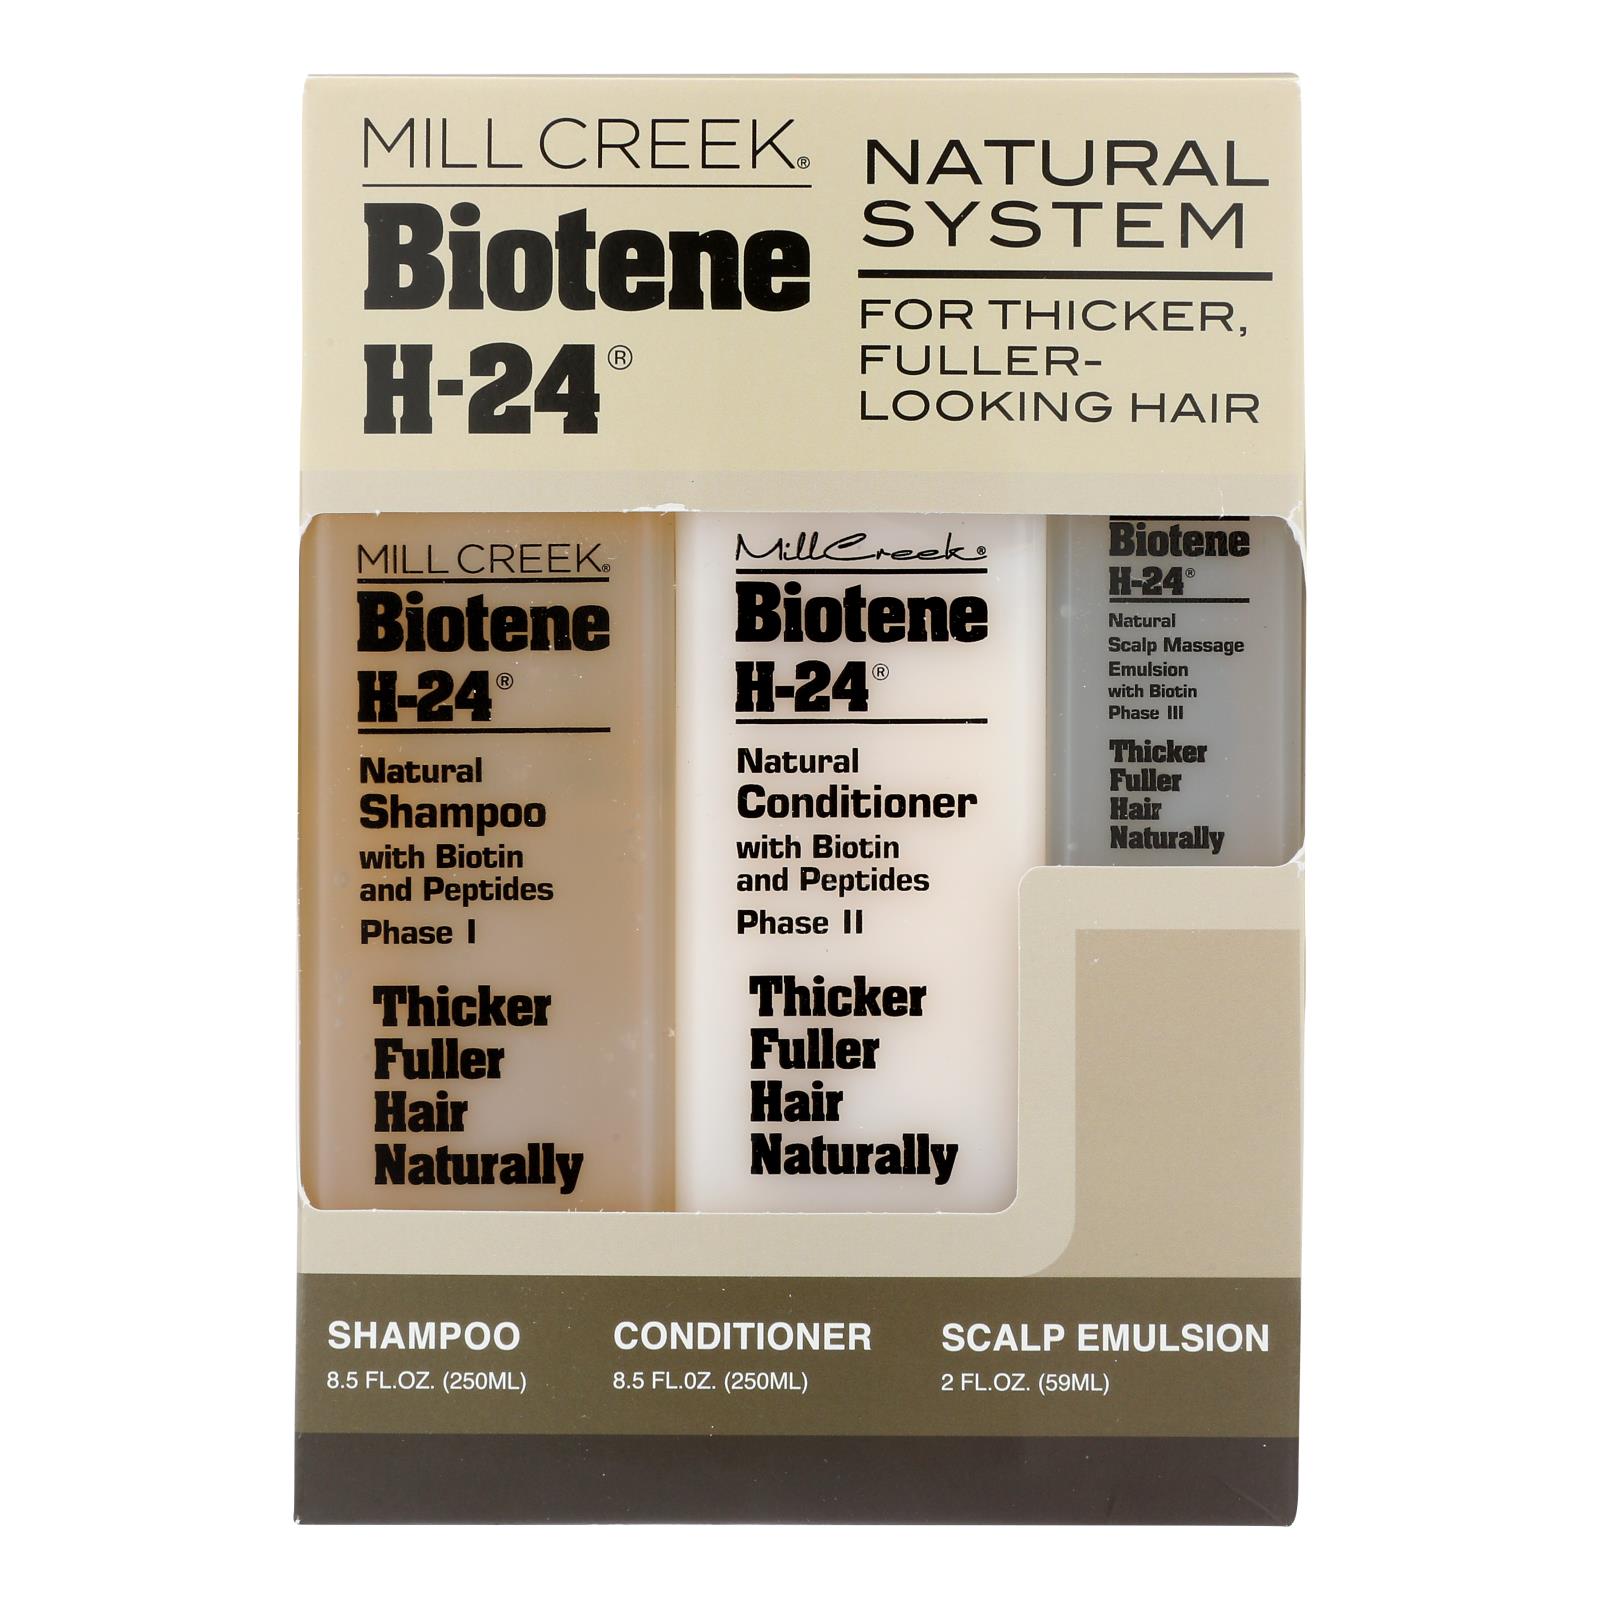 MILL CREEK®
Biotene
H-24®
NATURAL
SYSTEM
FOR THICKER,
FULLER-
LOOKING HAIR
MILL CREEK®
Biotene
H-24®
Natural
Shampoo
with Biotin
and Peptides
Phase I
Thicker
Fuller
Hair
Naturally
MillCreek®
Biotene
H-24®
Natural
Conditioner
with Biotin
and Peptides
Phase II
Thicker
Fuller
Hair
Naturally
Biotene
H-24®
Natural
Scalp Massage
Emulsion
with Biotin
Phase III
Thicker
Fuller
Hair
Naturally
SHAMPOO
8.5 FL.OZ. (250ML)
CONDITIONER
8.5 FL.0Z. (250ML)
SCALP EMULSION
2 FL.OZ. (59ML)